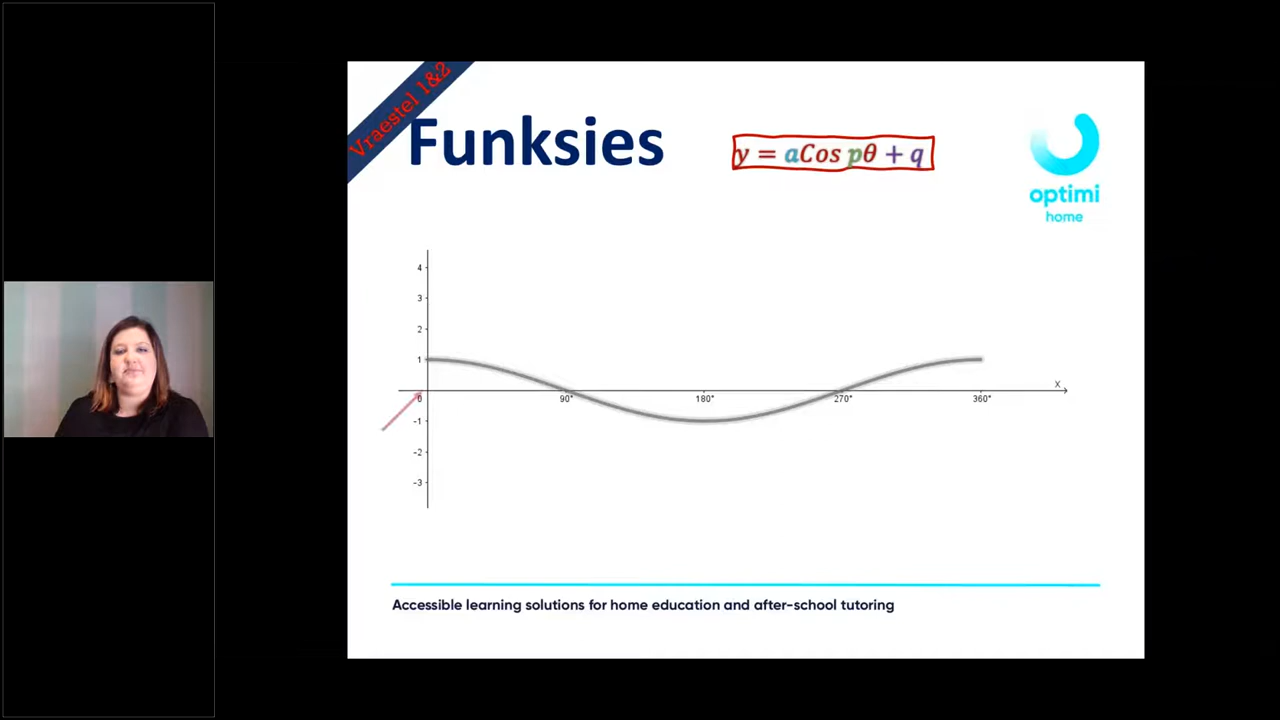 Vraestel 1&2
Funksies
y = aCos pθ + q
optimi
home
4
3
2
1
0
-1
-2
-3
90°
180°
270°
360°
X
Accessible learning solutions for home education and after-school tutoring